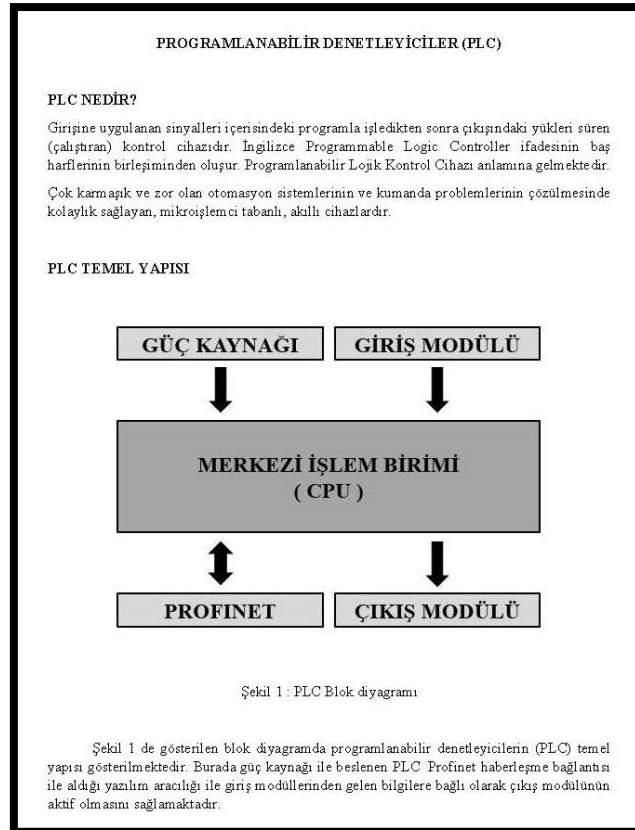 PROGRAMLANABİLİR DENETLEYİCİLER (PLC)
PLC NEDİR?
Girişine uygulanan sinyalleri içerisindeki programla işledikten sonra çıkışındaki yükleri süren
(çalıştıran) kontrol cihazıdır. İngilizce Programmable Logic Controller ifadesinin baş
harflerinin birleşiminden oluşur. Programlanabilir Lojik Kontrol Cihazı anlamına gelmektedir.
Çok karmaşık ve zor olan otomasyon sistemlerinin ve kumanda problemlerinin çözülmesinde
kolaylık sağlayan, mikroişlemci tabanlı, akıllı cihazlardır.
PLC TEMEL YAPISI
GÜÇ KAYNAĞI
GİRİŞ MODÜLÜ
MERKEZİ İŞLEM BİRİMİ
( CPU )
PROFINET
ÇIKIŞ MODÜLÜ
Şekil 1 : PLC Blok diyagramı
Şekil 1 de gösterilen blok diyagramda programlanabilir denetleyicilerin (PLC) temel
yapısı gösterilmektedir. Burada güç kaynağı ile beslenen PLC Profinet haberleşme bağlantısı
ile aldığı yazılım aracılığı ile giriş modüllerinden gelen bilgilere bağlı olarak çıkış modülünün
aktif olmasını sağlamaktadır.